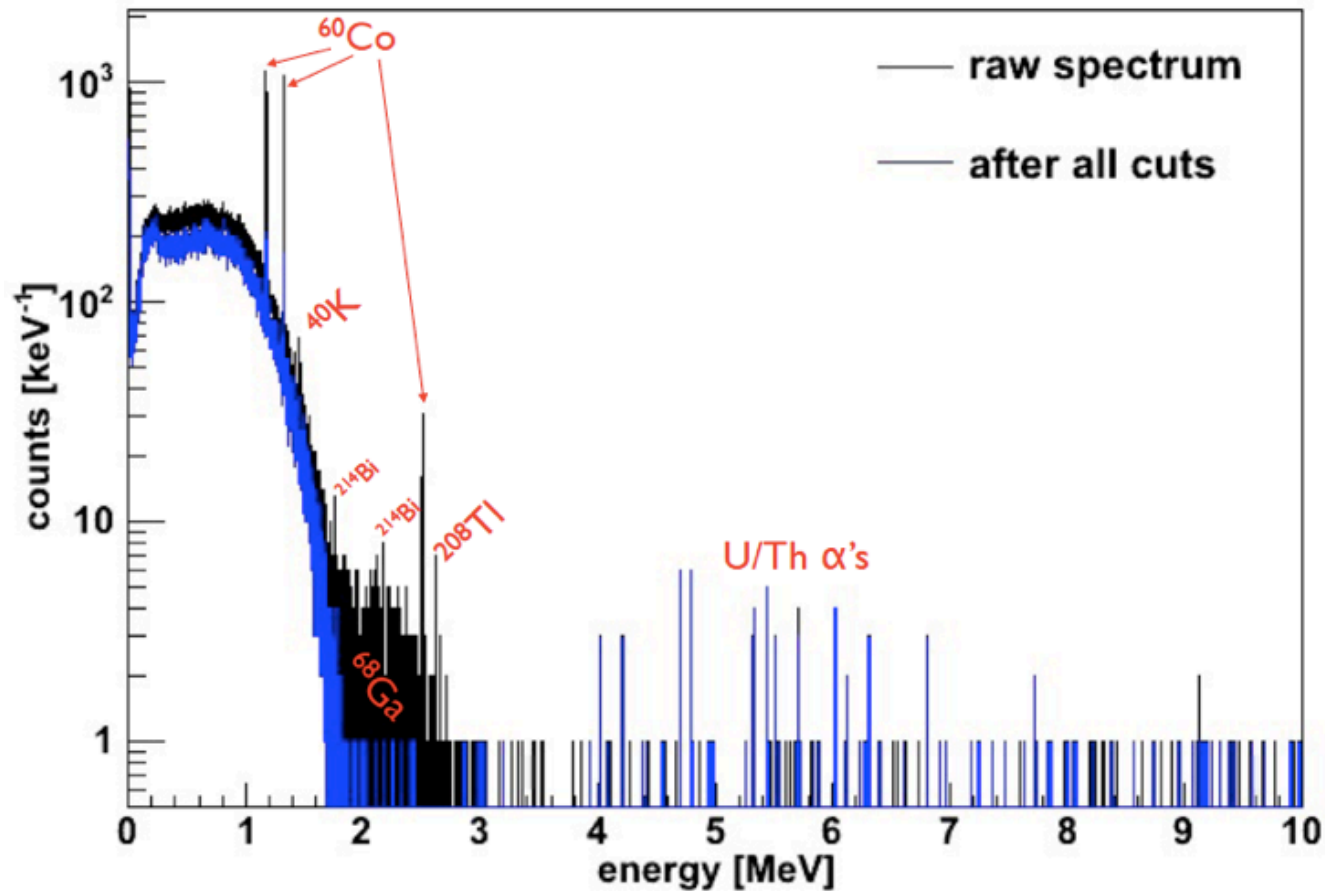 ⁶⁰Co
raw spectrum
after all cuts
10³
10²
10
1
counts [keV⁻¹]
⁴⁰K
²¹⁴Bi
²¹⁴Bi
²⁰⁸Tl
⁶⁸Ga
U/Th α's
0 1 2 3 4 5 6 7 8 9 10
energy [MeV]